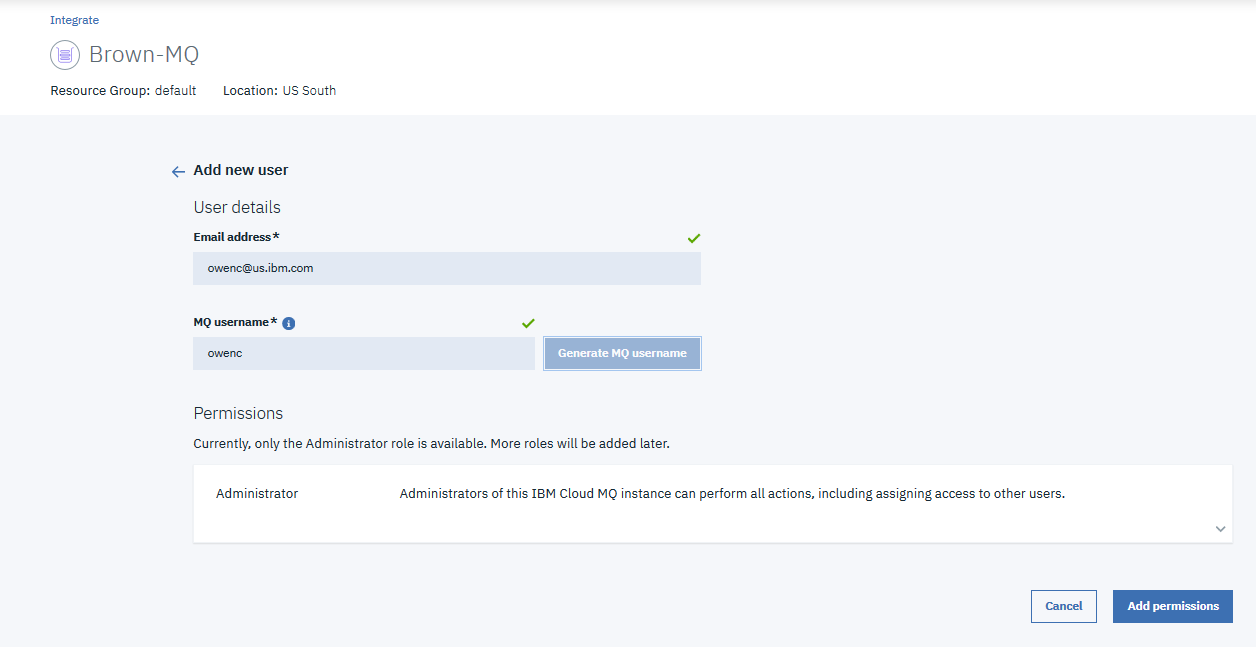 Integrate
Brown-MQ
Resource Group: default Location: US South
Add new user
User details
Email address*
owenc@us.ibm.com
MQ username*
owenc
Generate MQ username
Permissions
Currently, only the Administrator role is available. More roles will be added later.
Administrator Administrators of this IBM Cloud MQ instance can perform all actions, including assigning access to other users.
Cancel Add permissions